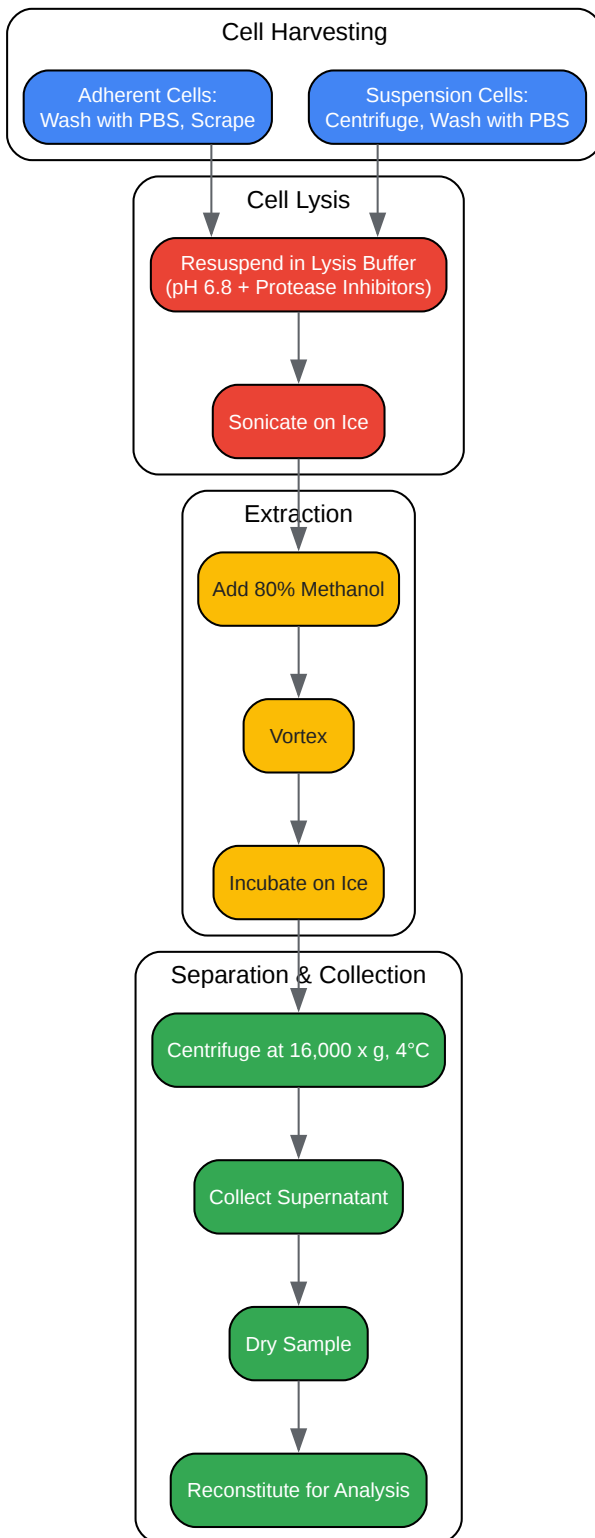 Cell Harvesting
Adherent Cells:
Wash with PBS, Scrape
Suspension Cells:
Centrifuge, Wash with PBS
Cell Lysis
Resuspend in Lysis Buffer
(pH 6.8 + Protease Inhibitors)
Sonicate on Ice
Extraction
Add 80% Methanol
Vortex
Incubate on Ice
Separation & Collection
Centrifuge at 16,000 x g, 4°C
Collect Supernatant
Dry Sample
Reconstitute for Analysis